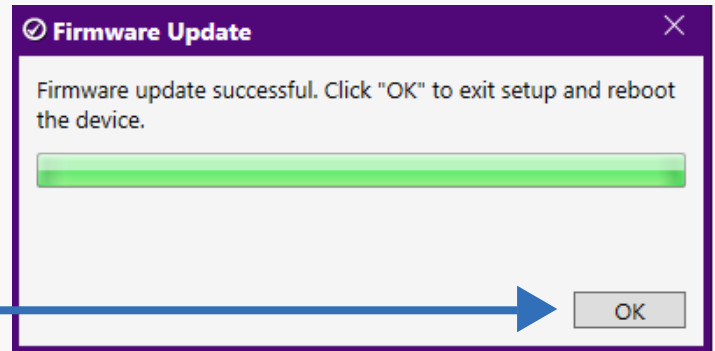 Firmware Update
Firmware update successful. Click "OK" to exit setup and reboot
the device.
OK